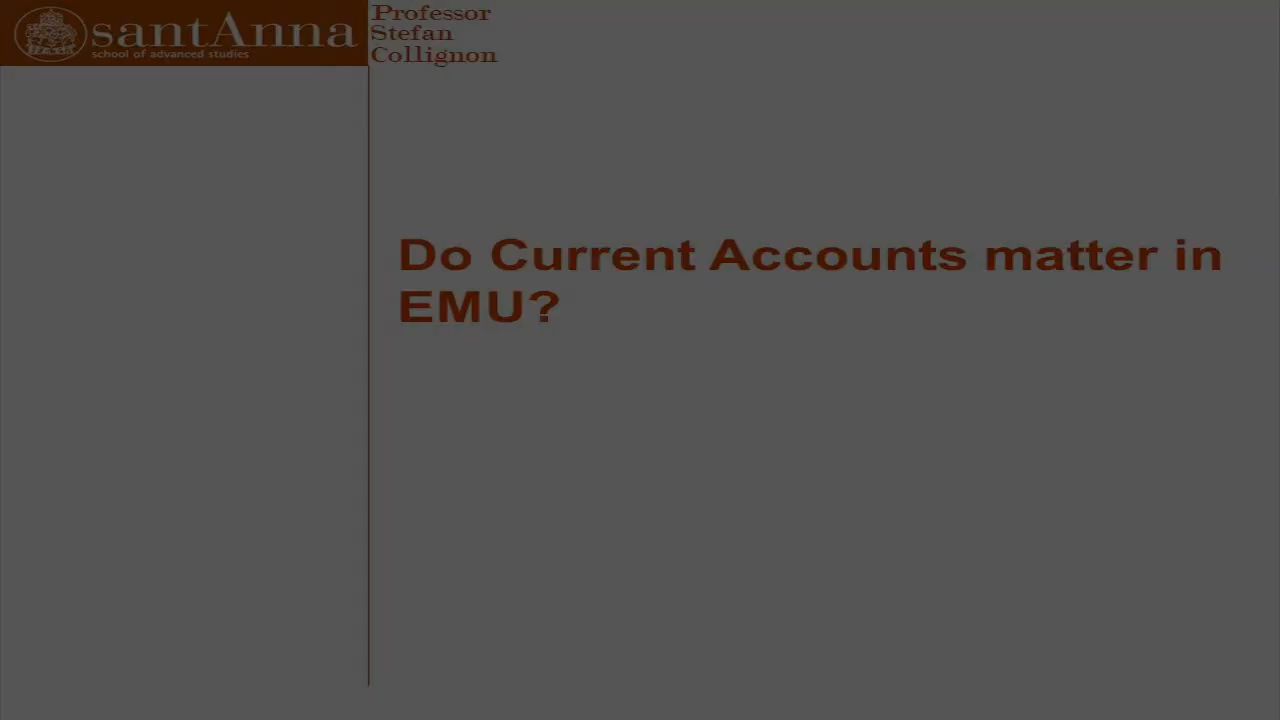 santAnna
school of advanced studies
Professor
Stefan
Collignon
Do Current Accounts matter in
EMU?